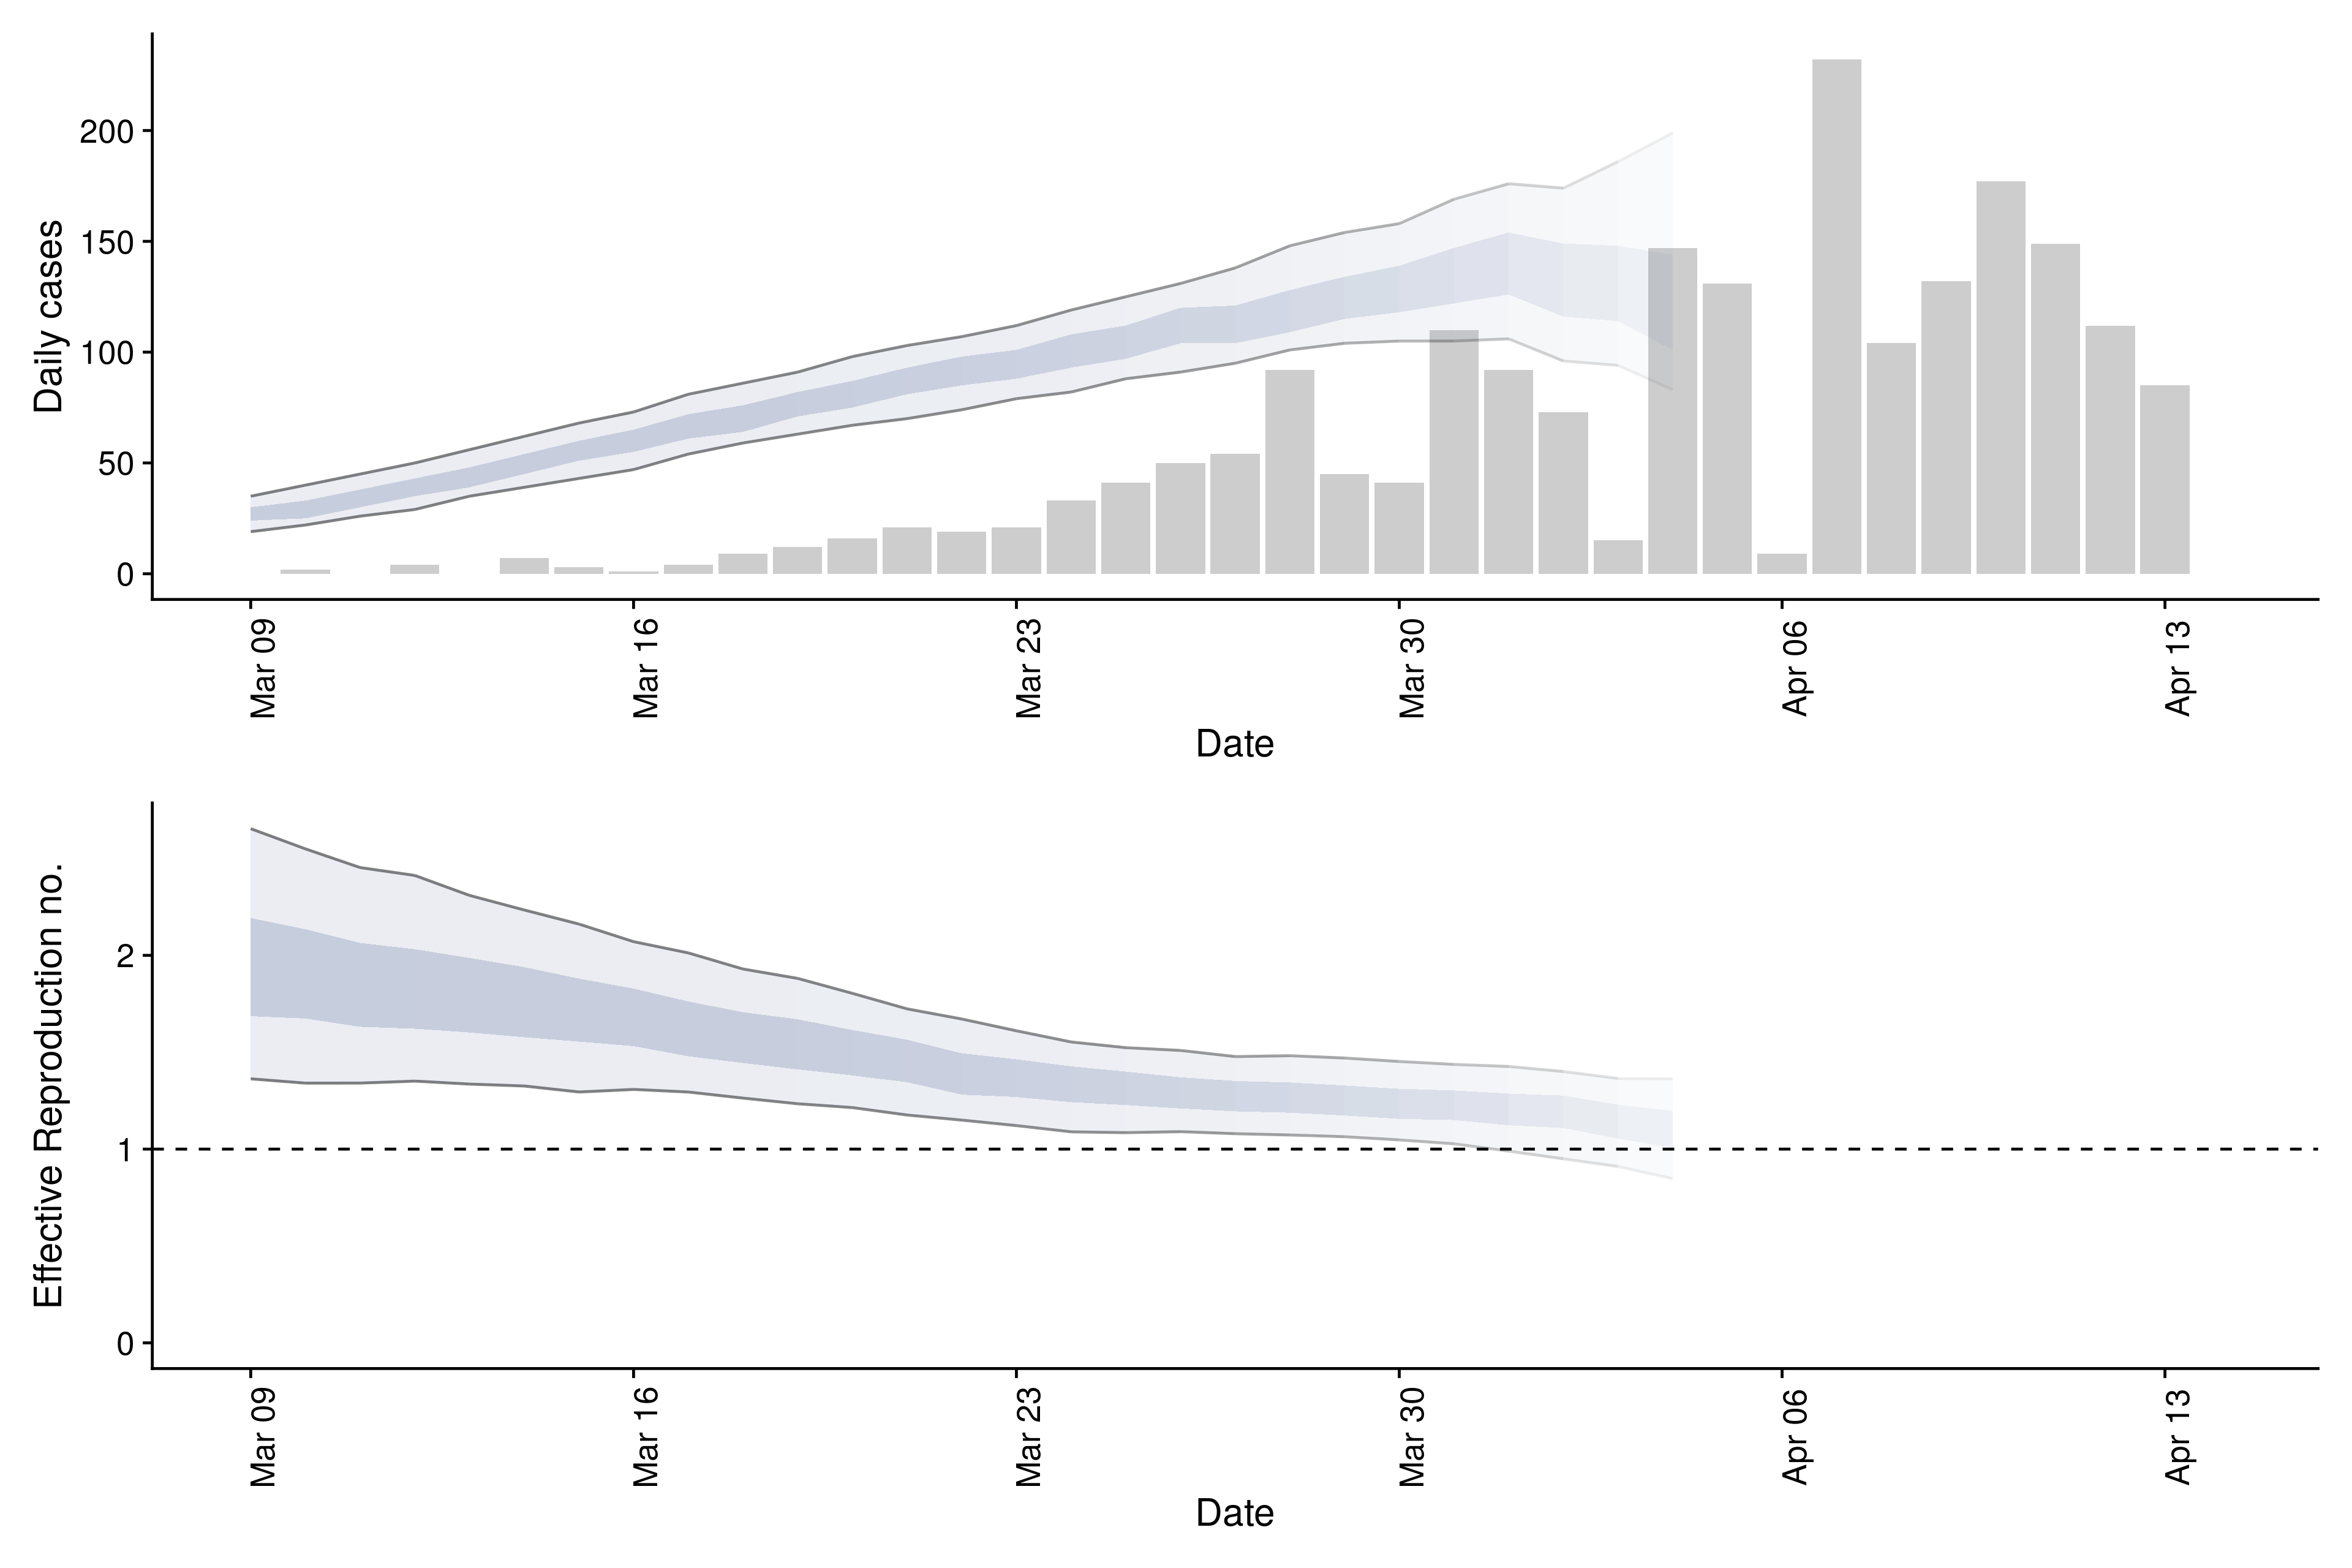 Daily cases
200
150
100
50
0
Mar 09
Mar 16
Mar 23
Mar 30
Apr 06
Apr 13
Date
Effective Reproduction no.
2
1
0
Mar 09
Mar 16
Mar 23
Mar 30
Apr 06
Apr 13
Date